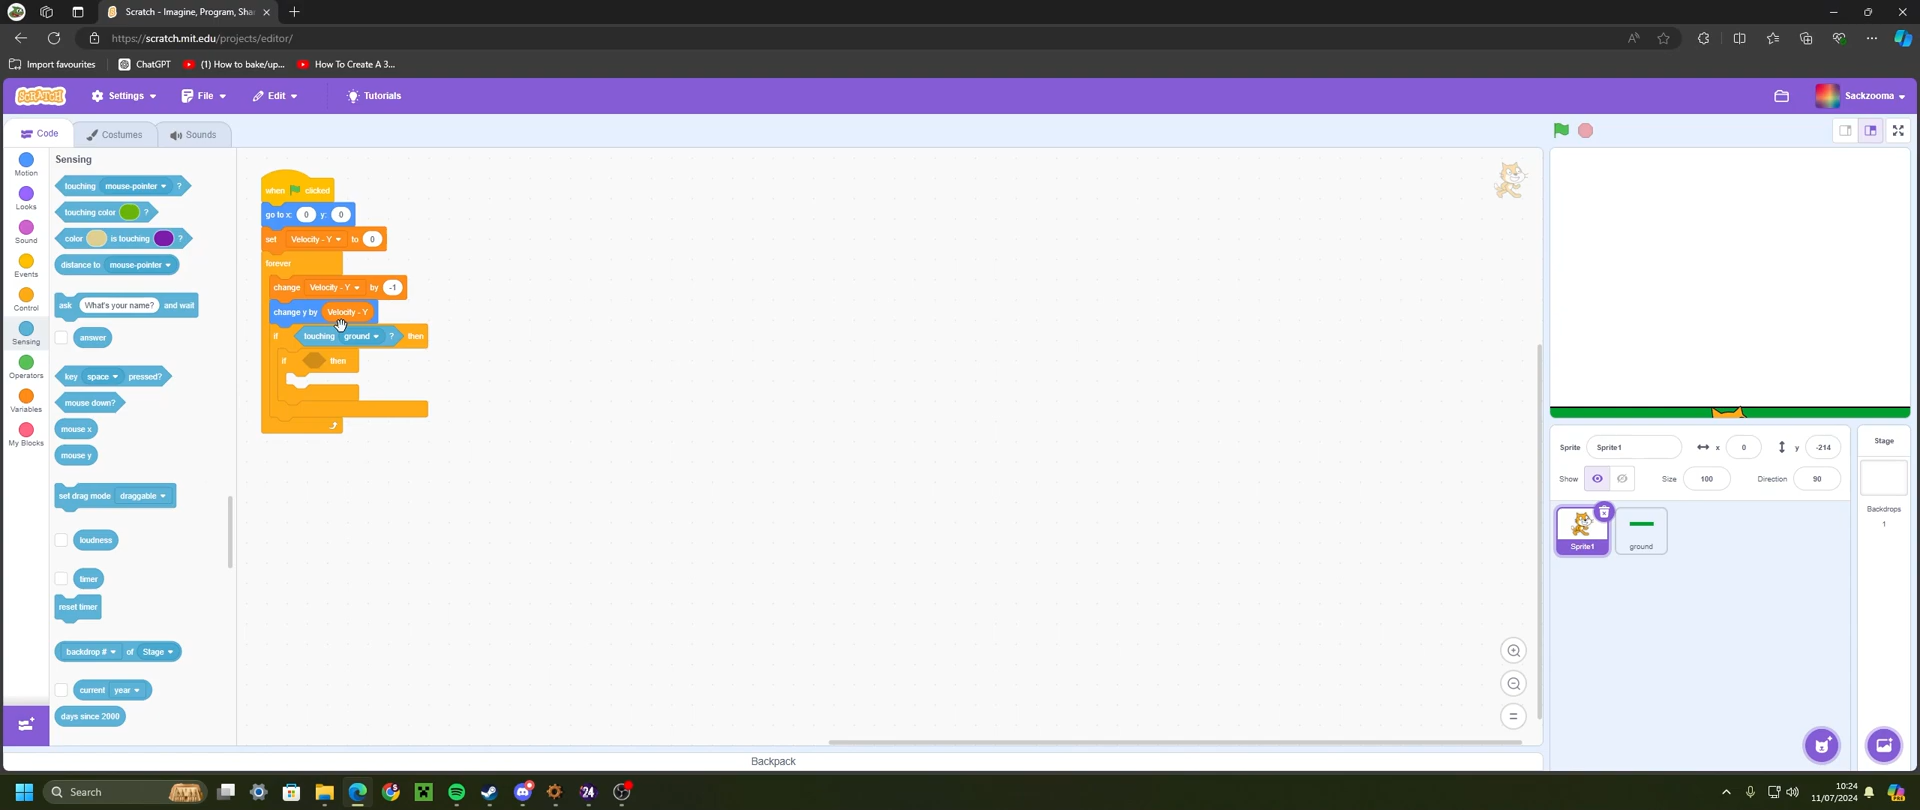 Scratch - Imagine, Program, Sha
https://scratch.mit.edu/projects/editor/
Import favourites ChatGPT (1) How to bake/up... How To Create A 3...
SCRATCH Settings File Edit Tutorials Sackzooma
Code Costumes Sounds
Motion
Looks
Sound
Events
Control
Sensing
Operators
Variables
My Blocks
Sensing
touching mouse-pointer ?
touching color ?
color is touching ?
distance to mouse-pointer
ask What's your name? and wait
answer
key space pressed?
mouse down?
mouse x
mouse y
set drag mode draggable
loudness
timer
reset timer
backdrop # of Stage
current year
days since 2000
when clicked
go to x: 0 y: 0
set Velocity - Y to 0
forever
change Velocity - Y by -1
change y by Velocity - Y
if touching ground ? then
if then
Sprite Sprite1 x 0 y -214
Show Size 100 Direction 90
Sprite1
ground
Stage
Backdrops
1
Backpack
Search
24
10:24
11/07/2024
PRE